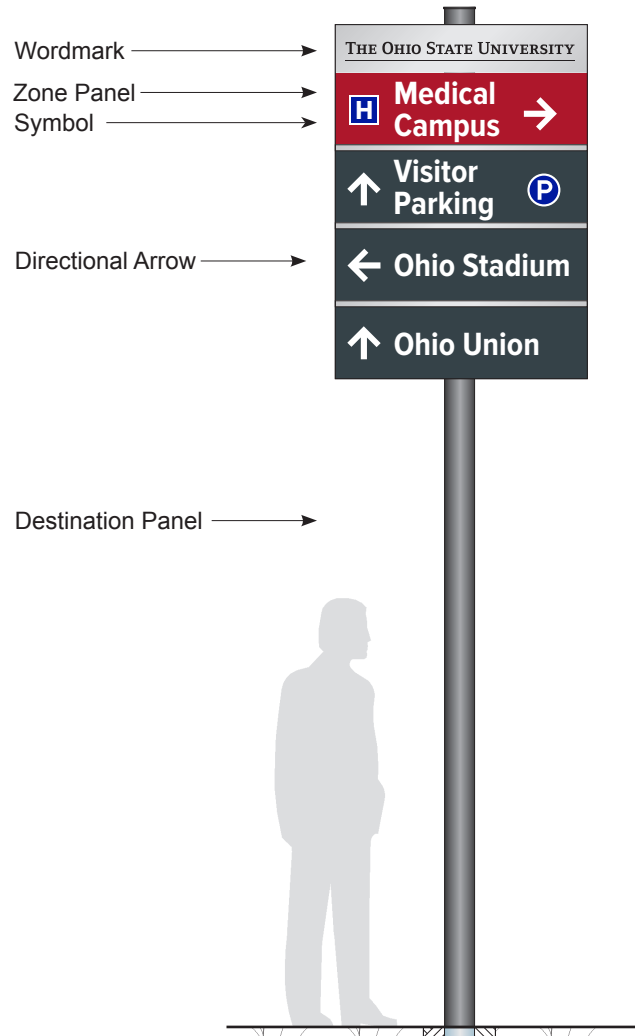 Wordmark
THE OHIO STATE UNIVERSITY
Zone Panel
Symbol
H
Medical
Campus
Visitor
Parking
P
Directional Arrow
Ohio Stadium
Ohio Union
Destination Panel